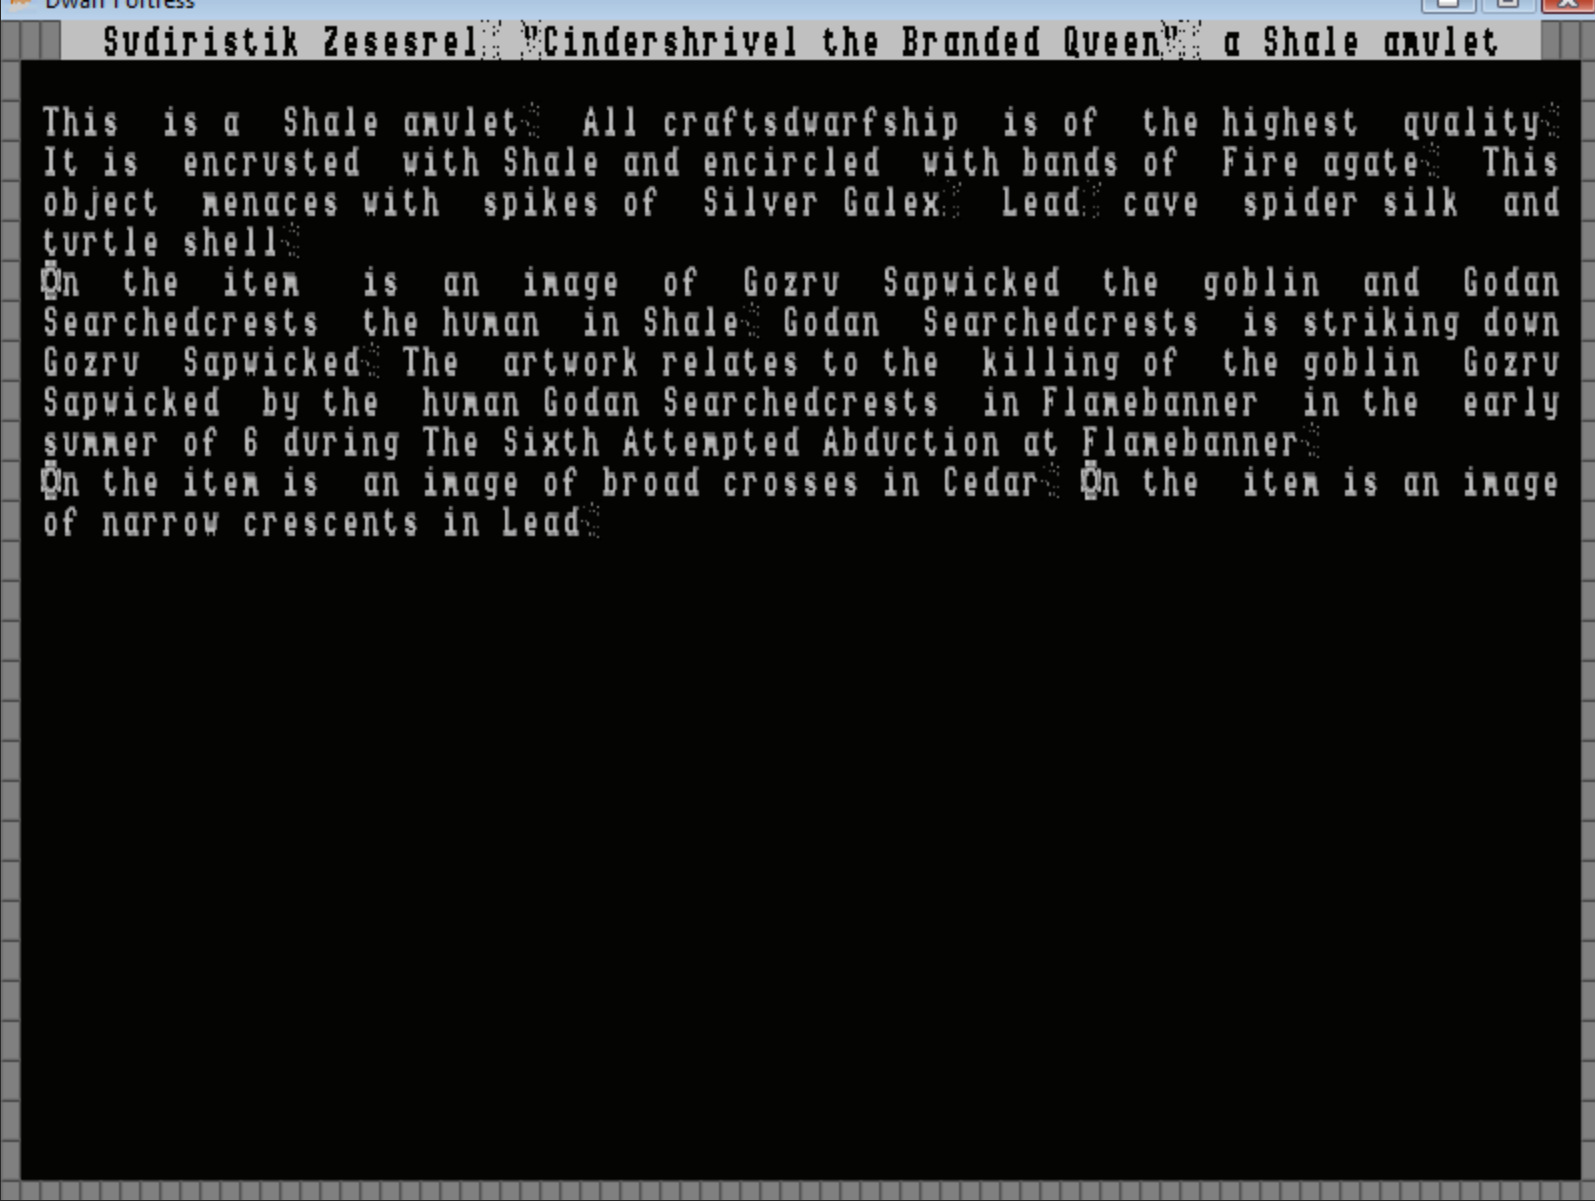 Dwarf Fortress
Sudiristik Zesesrel, "Cindershrivel the Branded Queen", a Shale amulet
This is a Shale amulet. All craftsdwarfship is of the highest quality.
It is encrusted with Shale and encircled with bands of Fire agate. This
object menaces with spikes of Silver Galex, Lead, cave spider silk and
turtle shell.
On the item is an image of Gozru Sapwicked the goblin and Godan
Searchedcrests the human in Shale. Godan Searchedcrests is striking down
Gozru Sapwicked. The artwork relates to the killing of the goblin Gozru
Sapwicked by the human Godan Searchedcrests in Flamebanner in the early
summer of 6 during The Sixth Attempted Abduction at Flamebanner.
On the item is an image of broad crosses in Cedar. On the item is an image
of narrow crescents in Lead.